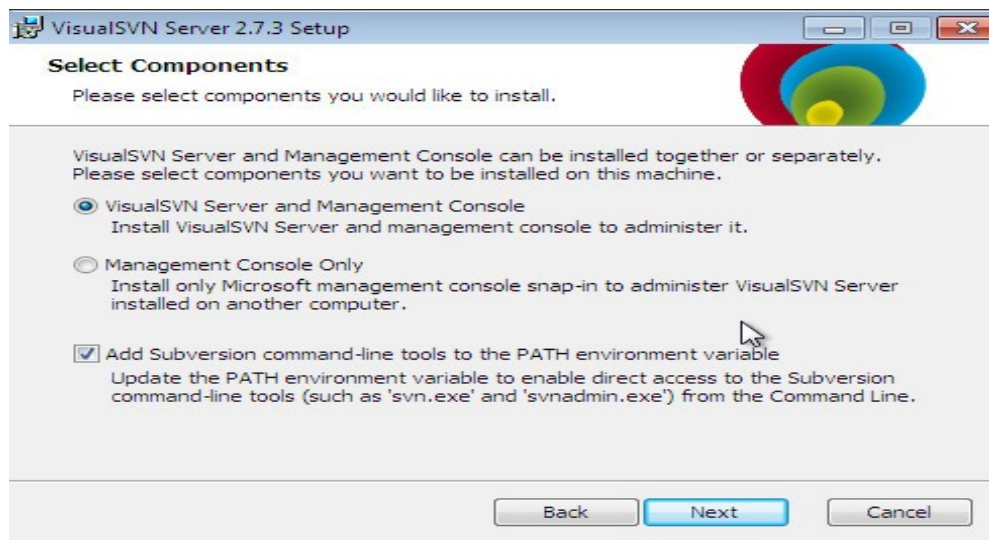 VisualSVN Server 2.7.3 Setup
Select Components
Please select components you would like to install.
VisualSVN Server and Management Console can be installed together or separately.
Please select components you want to be installed on this machine.
VisualSVN Server and Management Console
Install VisualSVN Server and management console to administer it.
Management Console Only
Install only Microsoft management console snap-in to administer VisualSVN Server
installed on another computer.
Add Subversion command-line tools to the PATH environment variable
Update the PATH environment variable to enable direct access to the Subversion
command-line tools (such as 'svn.exe' and 'svnadmin.exe') from the Command Line.
Back Next Cancel